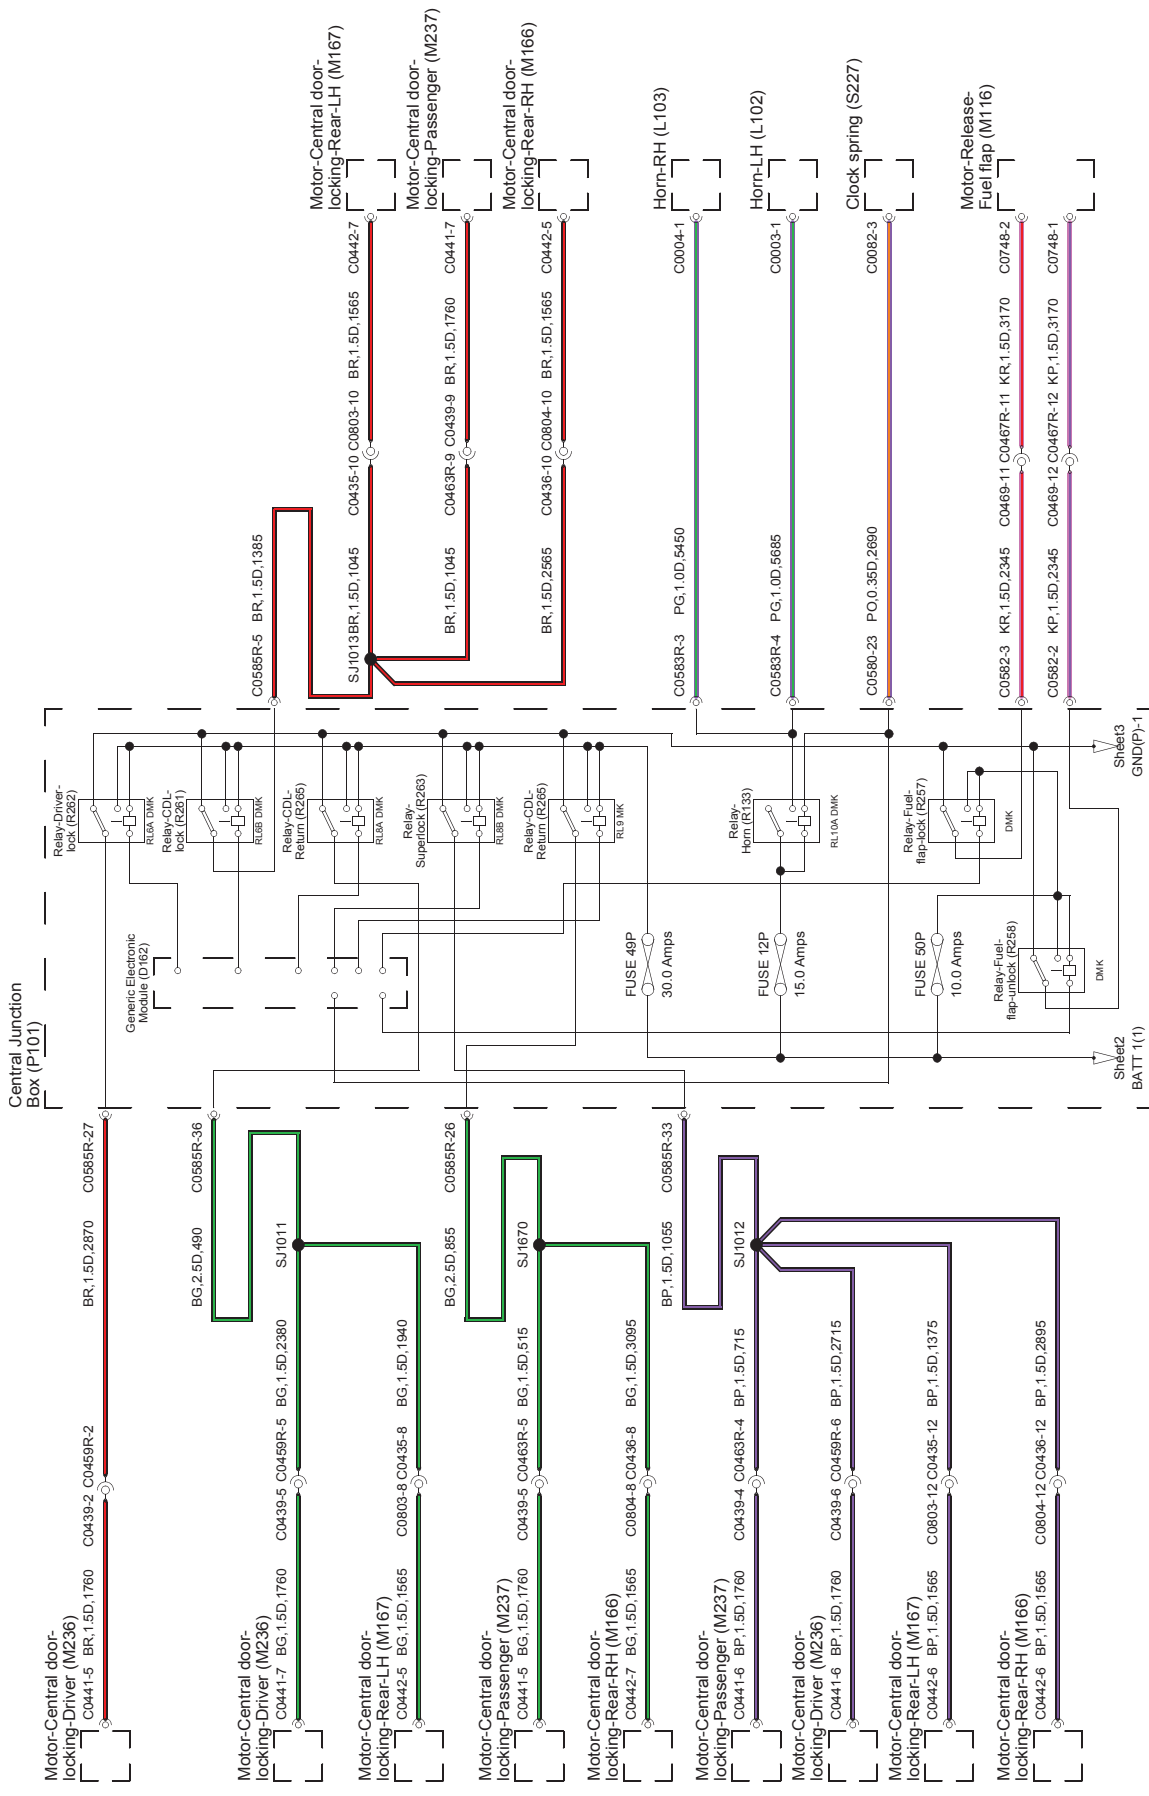 Motor-Central door-
locking-Rear-LH (M167)
C0442-7
BR,1.5D,1565
C0803-10
C0435-10
BR,1.5D,1045
SJ1013
Motor-Central door-
locking-Passenger (M237)
C0441-7
BR,1.5D,1760
C0439-9
C0463R-9
BR,1.5D,1045
Motor-Central door-
locking-Rear-RH (M166)
C0442-5
BR,1.5D,1565
C0804-10
C0436-10
BR,1.5D,2565
BR,1.5D,1385
C0585R-5
Horn-RH (L103)
C0004-1
PG,1.0D,5450
C0583R-3
Horn-LH (L102)
C0003-1
PG,1.0D,5685
C0583R-4
Clock spring (S227)
C0082-3
PO,0.35D,2690
C0580-23
Motor-Release-
Fuel flap (M116)
C0748-2
KR,1.5D,3170
C0467R-11
C0469-11
KR,1.5D,2345
C0582-3
C0748-1
KP,1.5D,3170
C0467R-12
C0469-12
KP,1.5D,2345
C0582-2
Central Junction
Box (P101)
Relay-Driver-
lock (R262)
RL6A DMK
Relay-CDL-
lock (R261)
RL6B DMK
Relay-CDL-
Return (R265)
RL8A DMK
Relay-
Superlock (R263)
RL8B DMK
Relay-CDL-
Return (R265)
RL9 MK
Relay-
Horn (R133)
RL10A DMK
Relay-Fuel-
flap-lock (R257)
DMK
Relay-Fuel-
flap-unlock (R258)
DMK
Generic Electronic
Module (D162)
FUSE 49P
30.0 Amps
FUSE 12P
15.0 Amps
FUSE 50P
10.0 Amps
Sheet3
GND(P)-1
Sheet2
BATT 1(1)
C0585R-27
BR,1.5D,2870
C0459R-2
C0439-2
BR,1.5D,1760
C0441-5
Motor-Central door-
locking-Driver (M236)
C0585R-36
BG,2.5D,490
SJ1011
BG,1.5D,2380
C0459R-5
C0439-5
BG,1.5D,1760
C0441-7
Motor-Central door-
locking-Driver (M236)
BG,1.5D,1940
C0435-8
C0803-8
BG,1.5D,1565
C0442-5
Motor-Central door-
locking-Rear-LH (M167)
C0585R-26
BG,2.5D,855
SJ1670
BG,1.5D,515
C0463R-5
C0439-5
BG,1.5D,1760
C0441-5
Motor-Central door-
locking-Passenger (M237)
BG,1.5D,3095
C0436-8
C0804-8
BG,1.5D,1565
C0442-7
Motor-Central door-
locking-Rear-RH (M166)
C0585R-33
BP,1.5D,1055
SJ1012
BP,1.5D,715
C0463R-4
C0439-4
BP,1.5D,1760
C0441-6
Motor-Central door-
locking-Passenger (M237)
BP,1.5D,2715
C0459R-6
C0439-6
BP,1.5D,1760
C0441-6
Motor-Central door-
locking-Driver (M236)
BP,1.5D,1375
C0435-12
C0803-12
BP,1.5D,1565
C0442-6
Motor-Central door-
locking-Rear-LH (M167)
BP,1.5D,2895
C0436-12
C0804-12
BP,1.5D,1565
C0442-6
Motor-Central door-
locking-Rear-RH (M166)